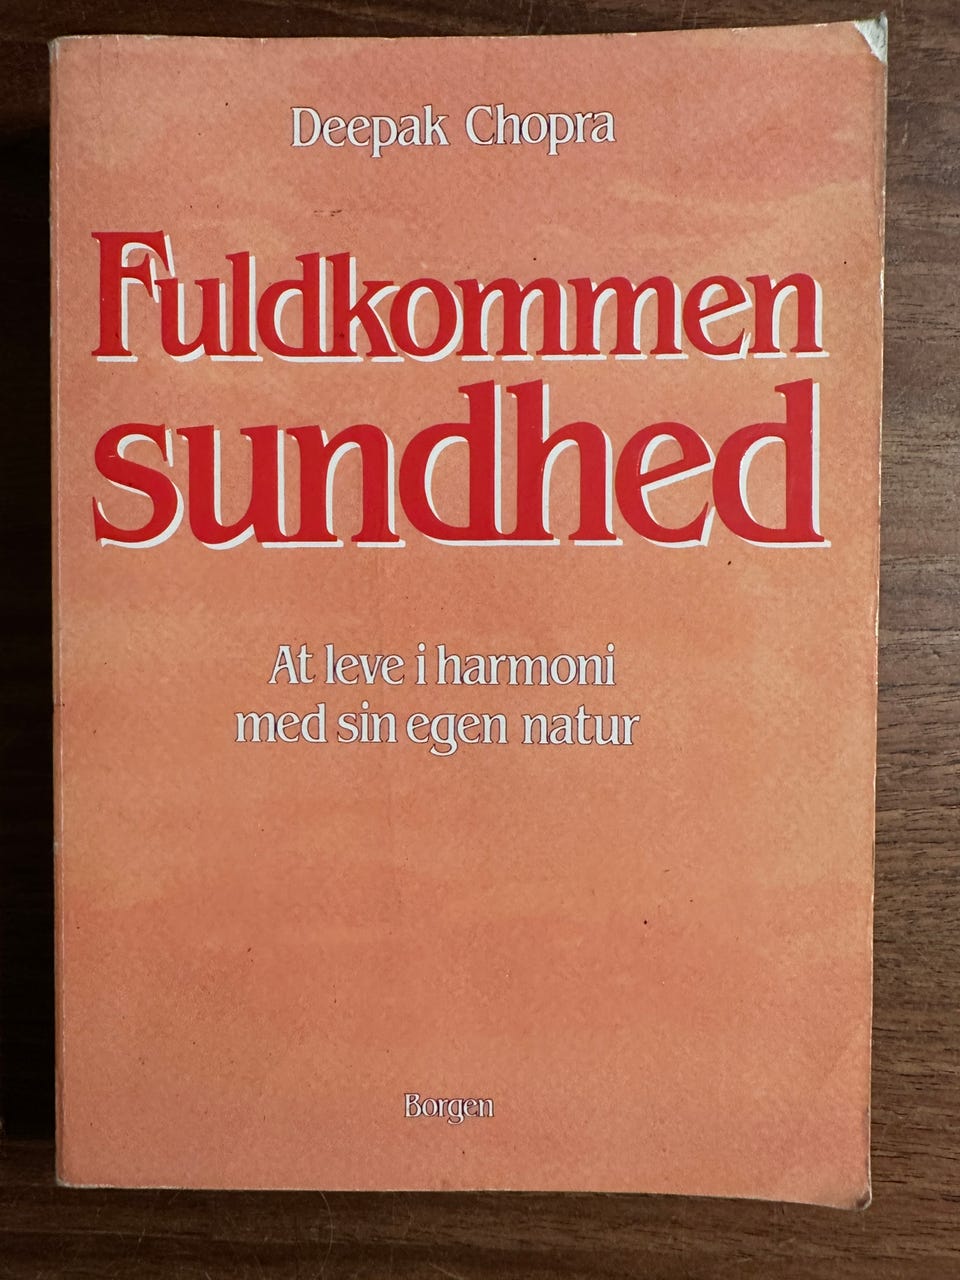 Deepak Chopra
Fuldkommen
sundhed
At leve i harmoni
med sin egen natur
Borgen